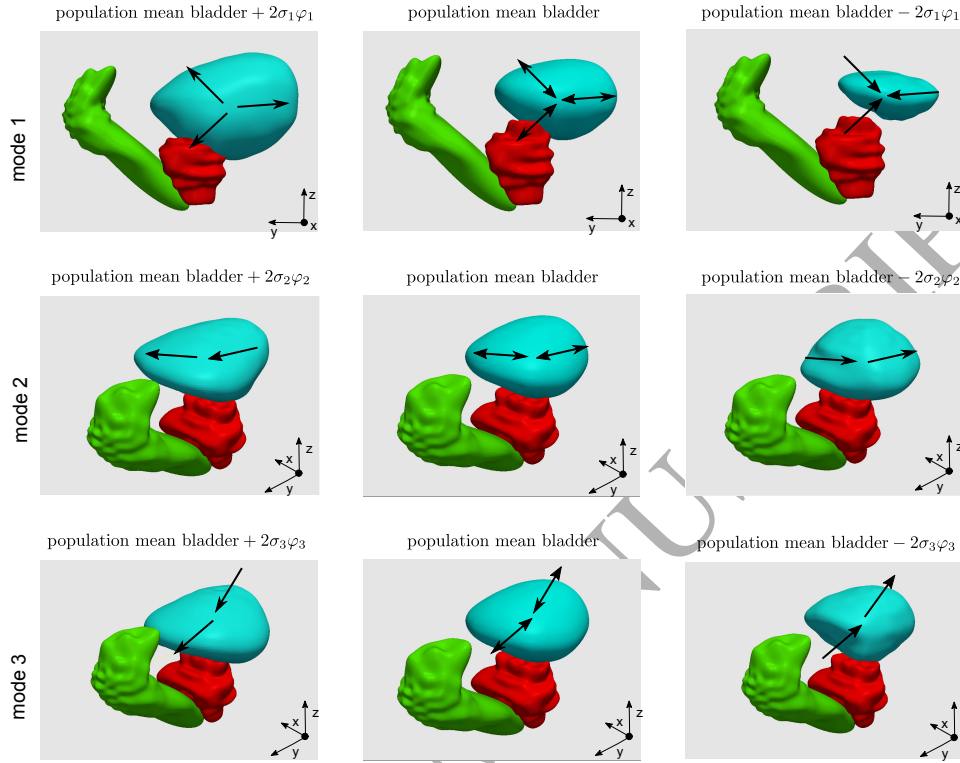 population mean bladder + 2σ₁φ₁
population mean bladder
population mean bladder − 2σ₁φ₁
mode 1
z
y
x
z
y
x
z
y
x
population mean bladder + 2σ₂φ₂
population mean bladder
population mean bladder − 2σ₂φ₂
mode 2
x
z
y
x
z
y
x
z
y
population mean bladder + 2σ₃φ₃
population mean bladder
population mean bladder − 2σ₃φ₃
mode 3
x
z
y
x
z
y
x
z
y